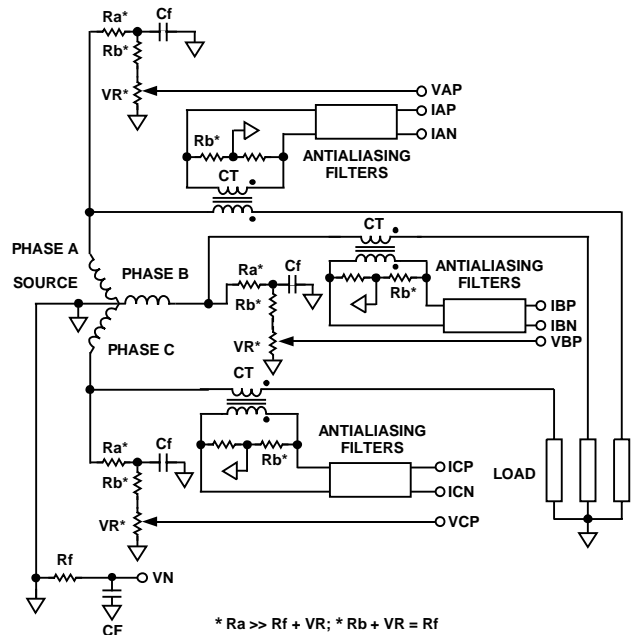 Ra*
Cf
Rb*
VR*
VAP
IAP
IAN
Rb*
ANTIALIASING
FILTERS
CT
CT
PHASE A
ANTIALIASING
FILTERS
SOURCE
PHASE B
Ra*
Cf
Rb*
Rb*
IBP
IBN
VR*
VBP
PHASE C
CT
Ra*
Cf
ANTIALIASING
FILTERS
Rb*
Rb*
ICP
ICN
LOAD
VR*
VCP
Rf
VN
CF
* Ra >> Rf + VR; * Rb + VR = Rf